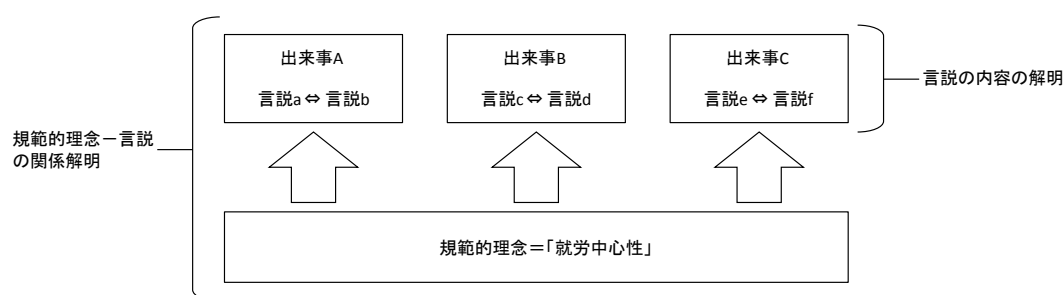 出来事A
言説a ⇔ 言説b
出来事B
言説c ⇔ 言説d
出来事C
言説e ⇔ 言説f
言説の内容の解明
規範的理念－言説
の関係解明
規範的理念＝「就労中心性」